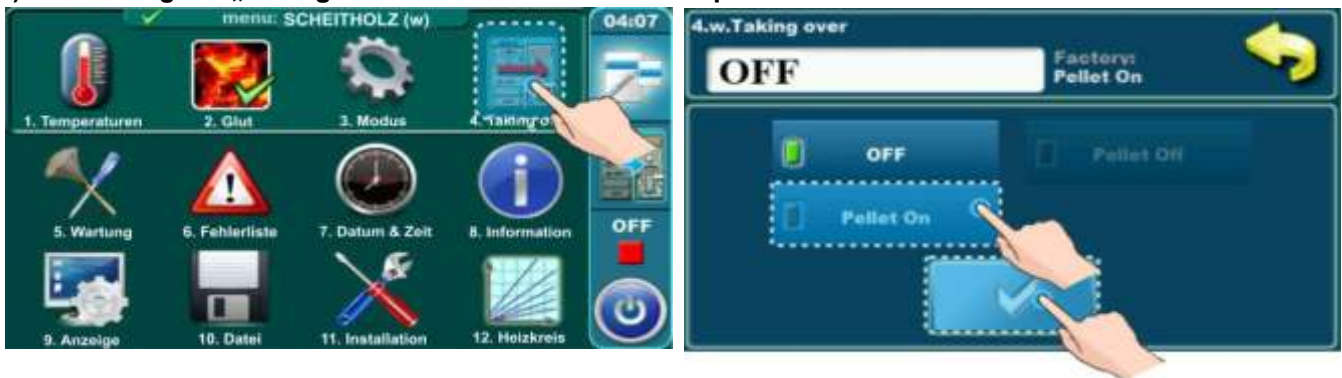 menu: SCHEITHOLZ (w)
04:07
1. Temperaturen
2. Glut
3. Modus
4. Taking
5. Wartung
6. Fehlerliste
7. Datum & Zeit
8. Information
OFF
9. Anzeige
10. Datei
11. Installation
12. Heizkreis
4.w.Taking over
OFF
Factory:
Pellet On
OFF
Pellet Off
Pellet On